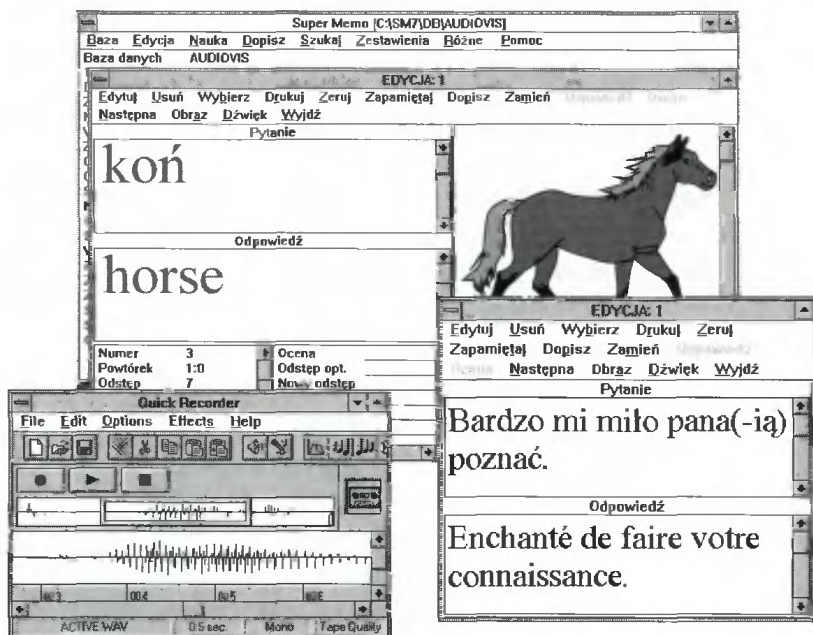 Super Memo [C:\SM7\DB\AUDIOVIS]
Baza Edycja Nauka Dopisz Szukaj Zestawienia Różne Pomoc
Baza danych AUDIOVIS
EDYCJA: 1
Edytuj Usuń Wybierz Drukuj Zeruj Zapamiętaj Dopisz Zamień
Następna Obraz Dźwięk Wyjdź
Pytanie
koń
Odpowiedź
horse
Numer 3
Powtórek 1:0
Odstęp 7
Ocena
Odstęp opt.
Nowy odstęp
Quick Recorder
File Edit Options Effects Help
003 004 005 006
ACTIVE.WAV 0.5 sec Mono Tape Quality
EDYCJA: 1
Edytuj Usuń Wybierz Drukuj Zeruj
Zapamiętaj Dopisz Zamień
Następna Obraz Dźwięk Wyjdź
Pytanie
Bardzo mi miło pana(-ią)
poznać.
Odpowiedź
Enchanté de faire votre
connaissance.